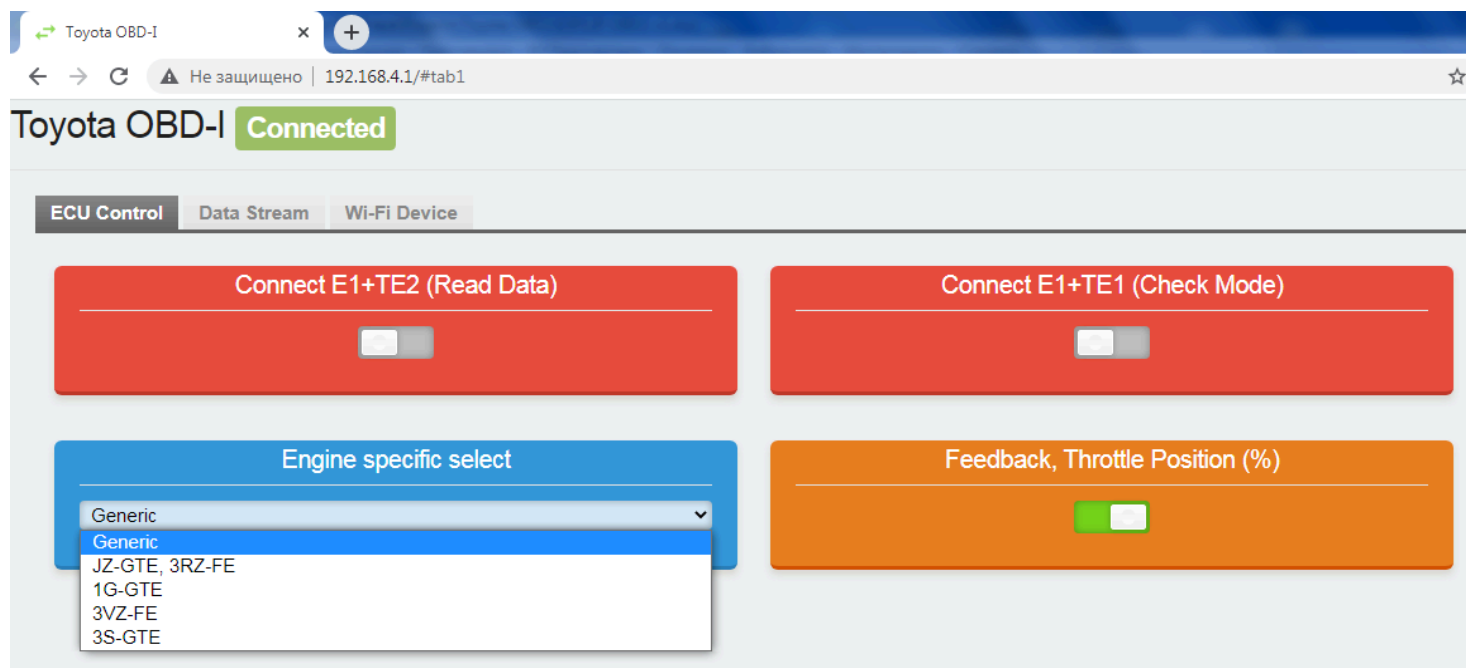 Toyota OBD-I
Не защищено | 192.168.4.1/#tab1
Toyota OBD-I Connected
ECU Control Data Stream Wi-Fi Device
Connect E1+TE2 (Read Data)
Connect E1+TE1 (Check Mode)
Engine specific select
Feedback, Throttle Position (%)
Generic
Generic
JZ-GTE, 3RZ-FE
1G-GTE
3VZ-FE
3S-GTE